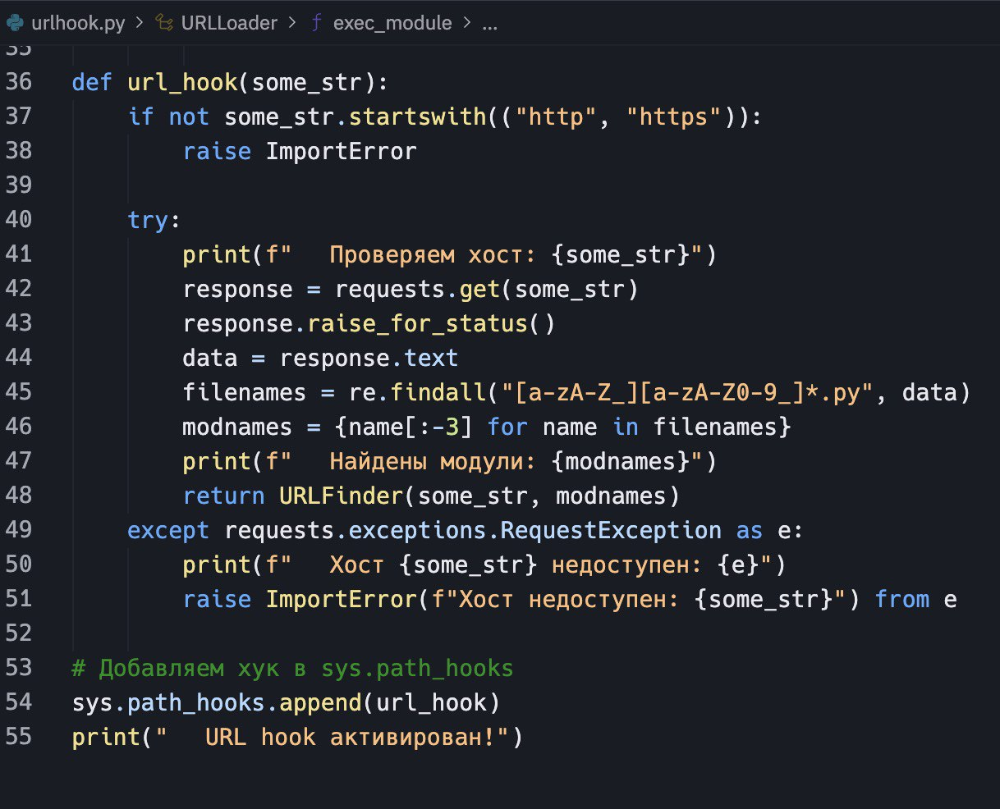 urlhook.py > URLLoader > exec_module > ...
35
36 def url_hook(some_str):
37     if not some_str.startswith(("http", "https")):
38         raise ImportError
39
40     try:
41         print(f"   Проверяем хост: {some_str}")
42         response = requests.get(some_str)
43         response.raise_for_status()
44         data = response.text
45         filenames = re.findall("[a-zA-Z_][a-zA-Z0-9_]*.py", data)
46         modnames = {name[:-3] for name in filenames}
47         print(f"   Найдены модули: {modnames}")
48         return URLFinder(some_str, modnames)
49     except requests.exceptions.RequestException as e:
50         print(f"   Хост {some_str} недоступен: {e}")
51         raise ImportError(f"Хост недоступен: {some_str}") from e
52
53 # Добавляем хук в sys.path_hooks
54 sys.path_hooks.append(url_hook)
55 print("   URL hook активирован!")